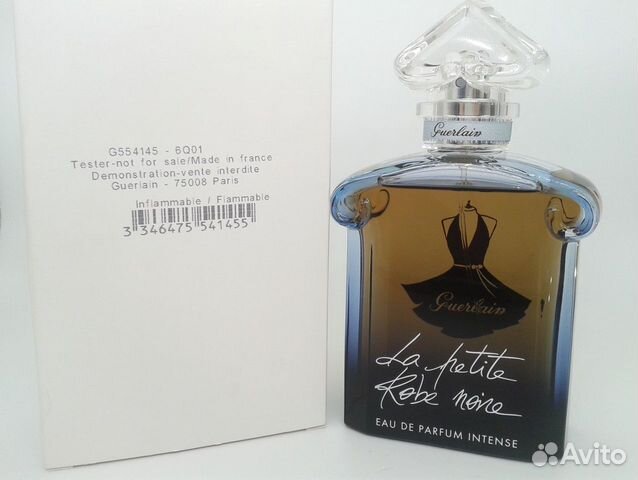 G554145 - 6Q01
Tester-not for sale/Made in france
Demonstration-vente interdite
Guerlain - 75008 Paris
Inflammable / Flammable
3 346475 541455
Guerlain
Guerlain
La petite
Robe noire
EAU DE PARFUM INTENSE
Avito